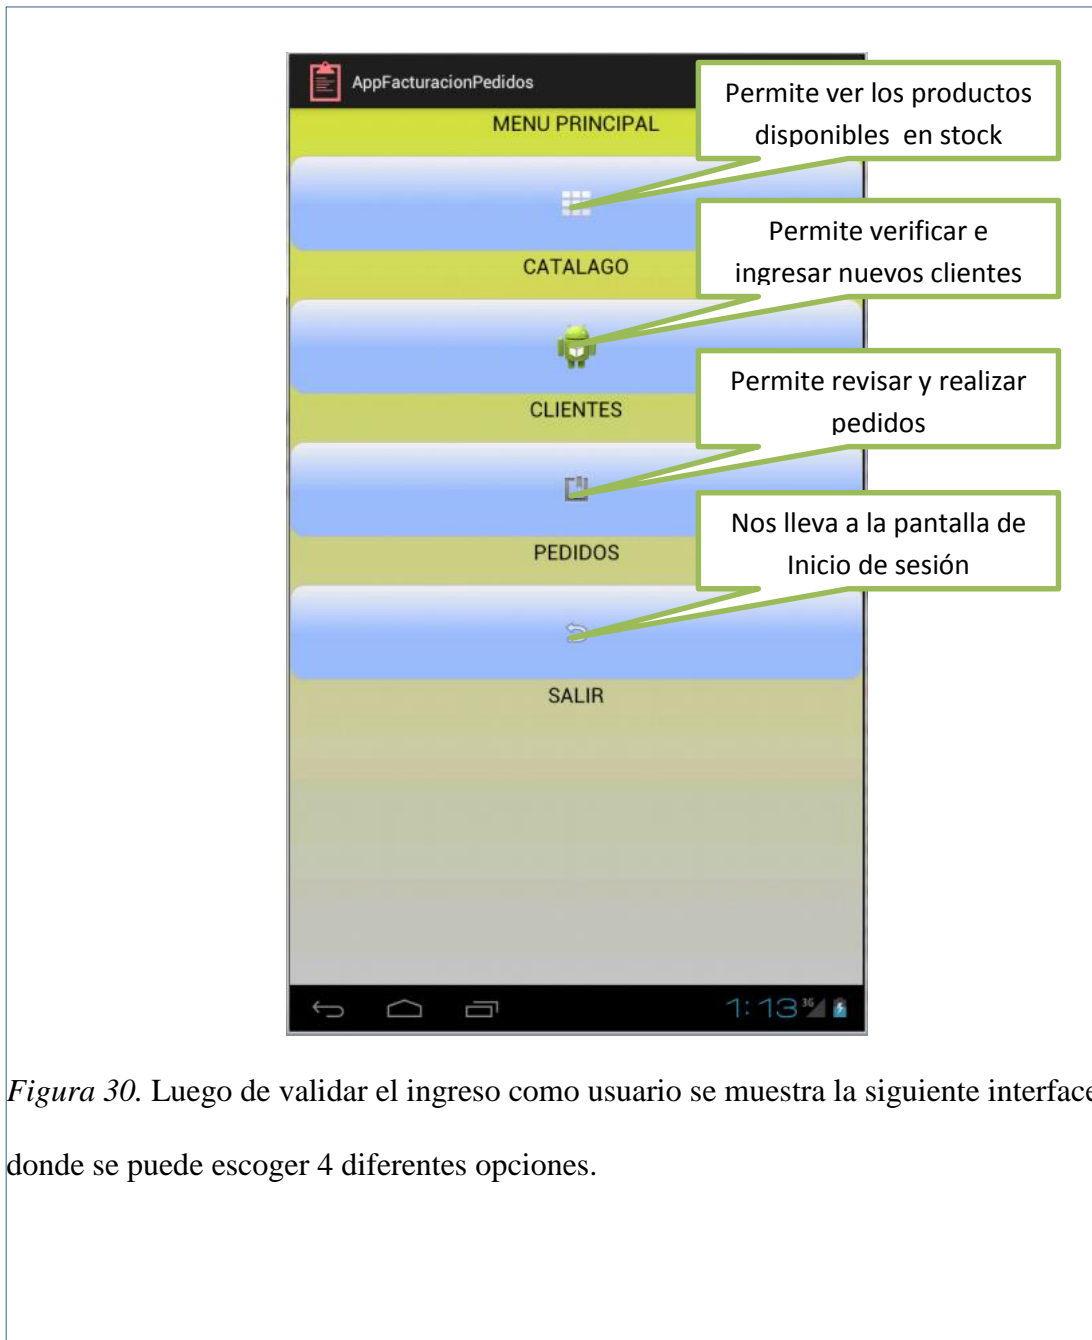 AppFacturacionPedidos
MENU PRINCIPAL
Permite ver los productos
disponibles en stock
CATALAGO
Permite verificar e
ingresar nuevos clientes
CLIENTES
Permite revisar y realizar
pedidos
PEDIDOS
Nos lleva a la pantalla de
Inicio de sesión
SALIR
1:13 3G
Figura 30. Luego de validar el ingreso como usuario se muestra la siguiente interface
donde se puede escoger 4 diferentes opciones.